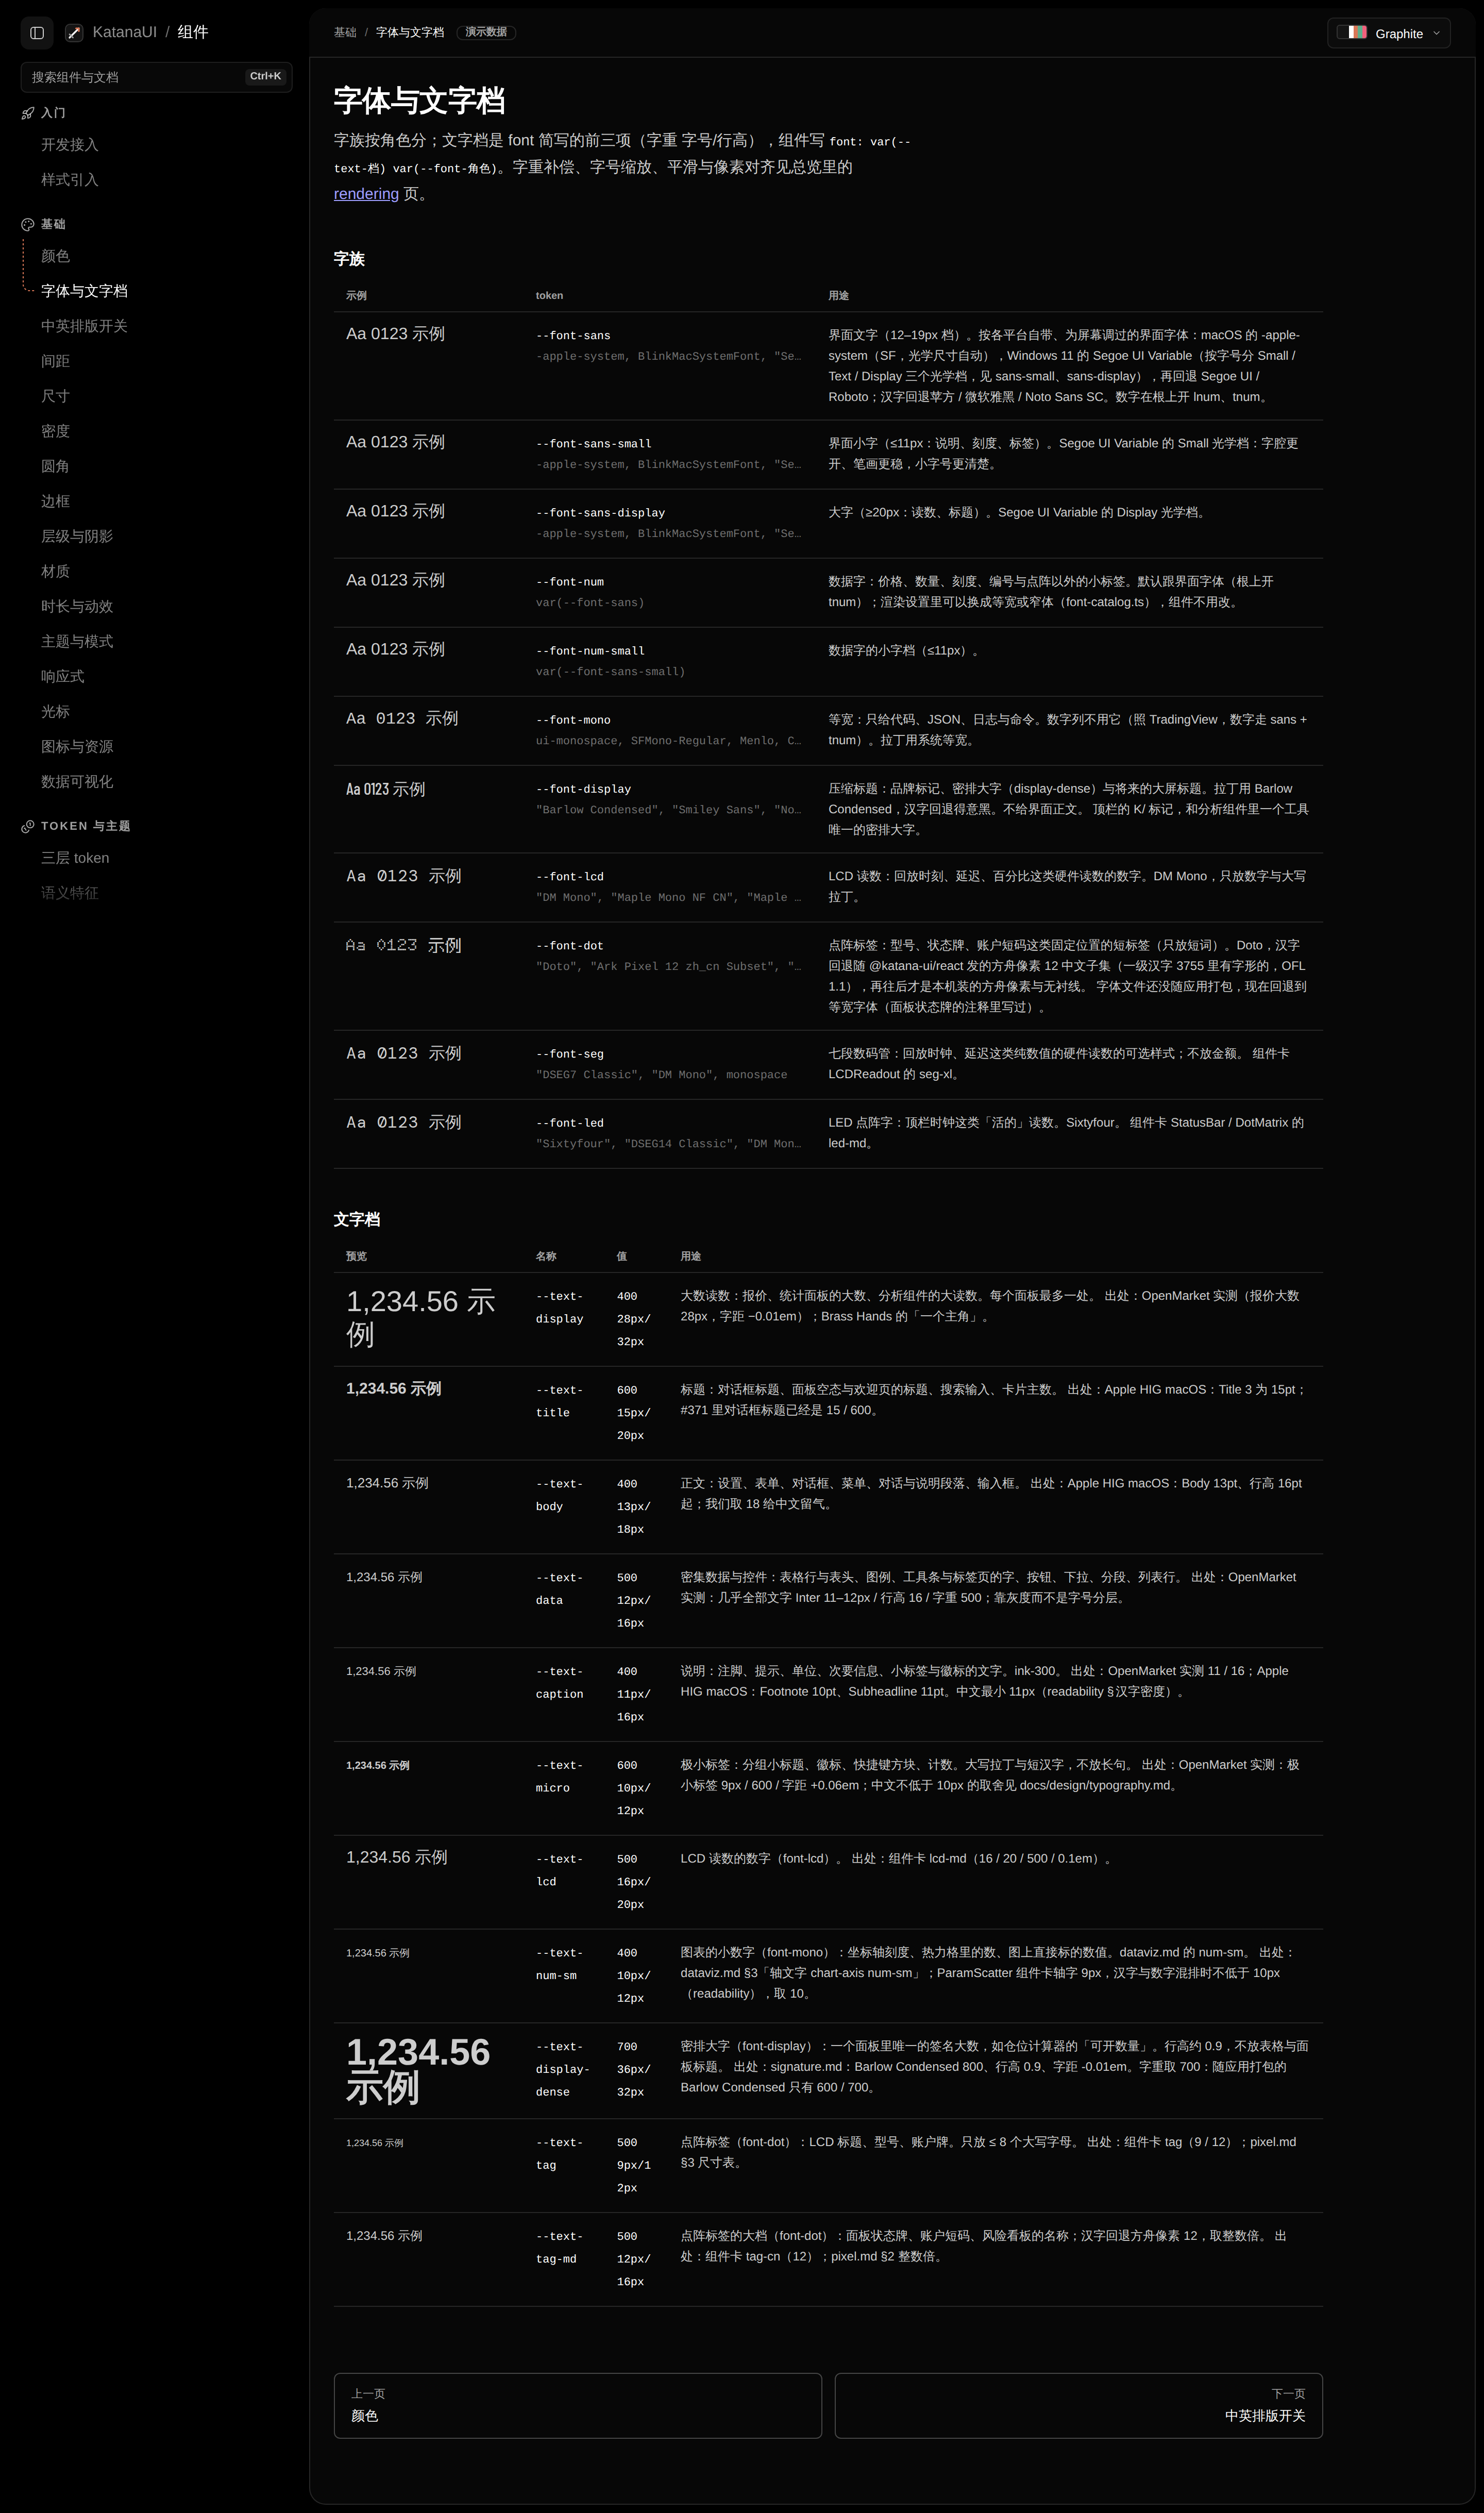 KatanaUI / 组件
搜索组件与文档 Ctrl+K
入门
开发接入
样式引入
基础
颜色
字体与文字档
中英排版开关
间距
尺寸
密度
圆角
边框
层级与阴影
材质
时长与动效
主题与模式
响应式
光标
图标与资源
数据可视化
TOKEN 与主题
三层 token
语义特征
基础 / 字体与文字档 演示数据
Graphite
字体与文字档
字族按角色分；文字档是 font 简写的前三项（字重 字号/行高），组件写 font: var(--
text-档) var(--font-角色)。字重补偿、字号缩放、平滑与像素对齐见总览里的
rendering 页。
字族
示例 token 用途
Aa 0123 示例
--font-sans
-apple-system, BlinkMacSystemFont, "Se…
界面文字（12–19px 档）。按各平台自带、为屏幕调过的界面字体：macOS 的 -apple-
system（SF，光学尺寸自动），Windows 11 的 Segoe UI Variable（按字号分 Small /
Text / Display 三个光学档，见 sans-small、sans-display），再回退 Segoe UI /
Roboto；汉字回退苹方 / 微软雅黑 / Noto Sans SC。数字在根上开 lnum、tnum。
Aa 0123 示例
--font-sans-small
-apple-system, BlinkMacSystemFont, "Se…
界面小字（≤11px：说明、刻度、标签）。Segoe UI Variable 的 Small 光学档：字腔更
开、笔画更稳，小字号更清楚。
Aa 0123 示例
--font-sans-display
-apple-system, BlinkMacSystemFont, "Se…
大字（≥20px：读数、标题）。Segoe UI Variable 的 Display 光学档。
Aa 0123 示例
--font-num
var(--font-sans)
数据字：价格、数量、刻度、编号与点阵以外的小标签。默认跟界面字体（根上开
tnum）；渲染设置里可以换成等宽或窄体（font-catalog.ts），组件不用改。
Aa 0123 示例
--font-num-small
var(--font-sans-small)
数据字的小字档（≤11px）。
Aa 0123 示例
--font-mono
ui-monospace, SFMono-Regular, Menlo, C…
等宽：只给代码、JSON、日志与命令。数字列不用它（照 TradingView，数字走 sans +
tnum）。拉丁用系统等宽。
Aa 0123 示例
--font-display
"Barlow Condensed", "Smiley Sans", "No…
压缩标题：品牌标记、密排大字（display-dense）与将来的大屏标题。拉丁用 Barlow
Condensed，汉字回退得意黑。不给界面正文。 顶栏的 K/ 标记，和分析组件里一个工具
唯一的密排大字。
Aa 0123 示例
--font-lcd
"DM Mono", "Maple Mono NF CN", "Maple …
LCD 读数：回放时刻、延迟、百分比这类硬件读数的数字。DM Mono，只放数字与大写
拉丁。
Aa 0123 示例
--font-dot
"Doto", "Ark Pixel 12 zh_cn Subset", "…
点阵标签：型号、状态牌、账户短码这类固定位置的短标签（只放短词）。Doto，汉字
回退随 @katana-ui/react 发的方舟像素 12 中文子集（一级汉字 3755 里有字形的，OFL
1.1），再往后才是本机装的方舟像素与无衬线。 字体文件还没随应用打包，现在回退到
等宽字体（面板状态牌的注释里写过）。
Aa 0123 示例
--font-seg
"DSEG7 Classic", "DM Mono", monospace
七段数码管：回放时钟、延迟这类纯数值的硬件读数的可选样式；不放金额。 组件卡
LCDReadout 的 seg-xl。
Aa 0123 示例
--font-led
"Sixtyfour", "DSEG14 Classic", "DM Mon…
LED 点阵字：顶栏时钟这类「活的」读数。Sixtyfour。 组件卡 StatusBar / DotMatrix 的
led-md。
文字档
预览 名称 值 用途
1,234.56 示
例
--text-
display
400
28px/
32px
大数读数：报价、统计面板的大数、分析组件的大读数。每个面板最多一处。 出处：OpenMarket 实测（报价大数
28px，字距 −0.01em）；Brass Hands 的「一个主角」。
1,234.56 示例
--text-
title
600
15px/
20px
标题：对话框标题、面板空态与欢迎页的标题、搜索输入、卡片主数。 出处：Apple HIG macOS：Title 3 为 15pt；
#371 里对话框标题已经是 15 / 600。
1,234.56 示例
--text-
body
400
13px/
18px
正文：设置、表单、对话框、菜单、对话与说明段落、输入框。 出处：Apple HIG macOS：Body 13pt、行高 16pt
起；我们取 18 给中文留气。
1,234.56 示例
--text-
data
500
12px/
16px
密集数据与控件：表格行与表头、图例、工具条与标签页的字、按钮、下拉、分段、列表行。 出处：OpenMarket
实测：几乎全部文字 Inter 11–12px / 行高 16 / 字重 500；靠灰度而不是字号分层。
1,234.56 示例
--text-
caption
400
11px/
16px
说明：注脚、提示、单位、次要信息、小标签与徽标的文字。ink-300。 出处：OpenMarket 实测 11 / 16；Apple
HIG macOS：Footnote 10pt、Subheadline 11pt。中文最小 11px（readability §汉字密度）。
1,234.56 示例
--text-
micro
600
10px/
12px
极小标签：分组小标题、徽标、快捷键方块、计数。大写拉丁与短汉字，不放长句。 出处：OpenMarket 实测：极
小标签 9px / 600 / 字距 +0.06em；中文不低于 10px 的取舍见 docs/design/typography.md。
1,234.56 示例
--text-
lcd
500
16px/
20px
LCD 读数的数字（font-lcd）。 出处：组件卡 lcd-md（16 / 20 / 500 / 0.1em）。
1,234.56 示例
--text-
num-sm
400
10px/
12px
图表的小数字（font-mono）：坐标轴刻度、热力格里的数、图上直接标的数值。dataviz.md 的 num-sm。 出处：
dataviz.md §3「轴文字 chart-axis num-sm」；ParamScatter 组件卡轴字 9px，汉字与数字混排时不低于 10px
（readability），取 10。
1,234.56
示例
--text-
display-
dense
700
36px/
32px
密排大字（font-display）：一个面板里唯一的签名大数，如仓位计算器的「可开数量」。行高约 0.9，不放表格与面
板标题。 出处：signature.md：Barlow Condensed 800、行高 0.9、字距 -0.01em。字重取 700：随应用打包的
Barlow Condensed 只有 600 / 700。
1,234.56 示例
--text-
tag
500
9px/1
2px
点阵标签（font-dot）：LCD 标题、型号、账户牌。只放 ≤ 8 个大写字母。 出处：组件卡 tag（9 / 12）；pixel.md
§3 尺寸表。
1,234.56 示例
--text-
tag-md
500
12px/
16px
点阵标签的大档（font-dot）：面板状态牌、账户短码、风险看板的名称；汉字回退方舟像素 12，取整数倍。 出
处：组件卡 tag-cn（12）；pixel.md §2 整数倍。
上一页
颜色
下一页
中英排版开关